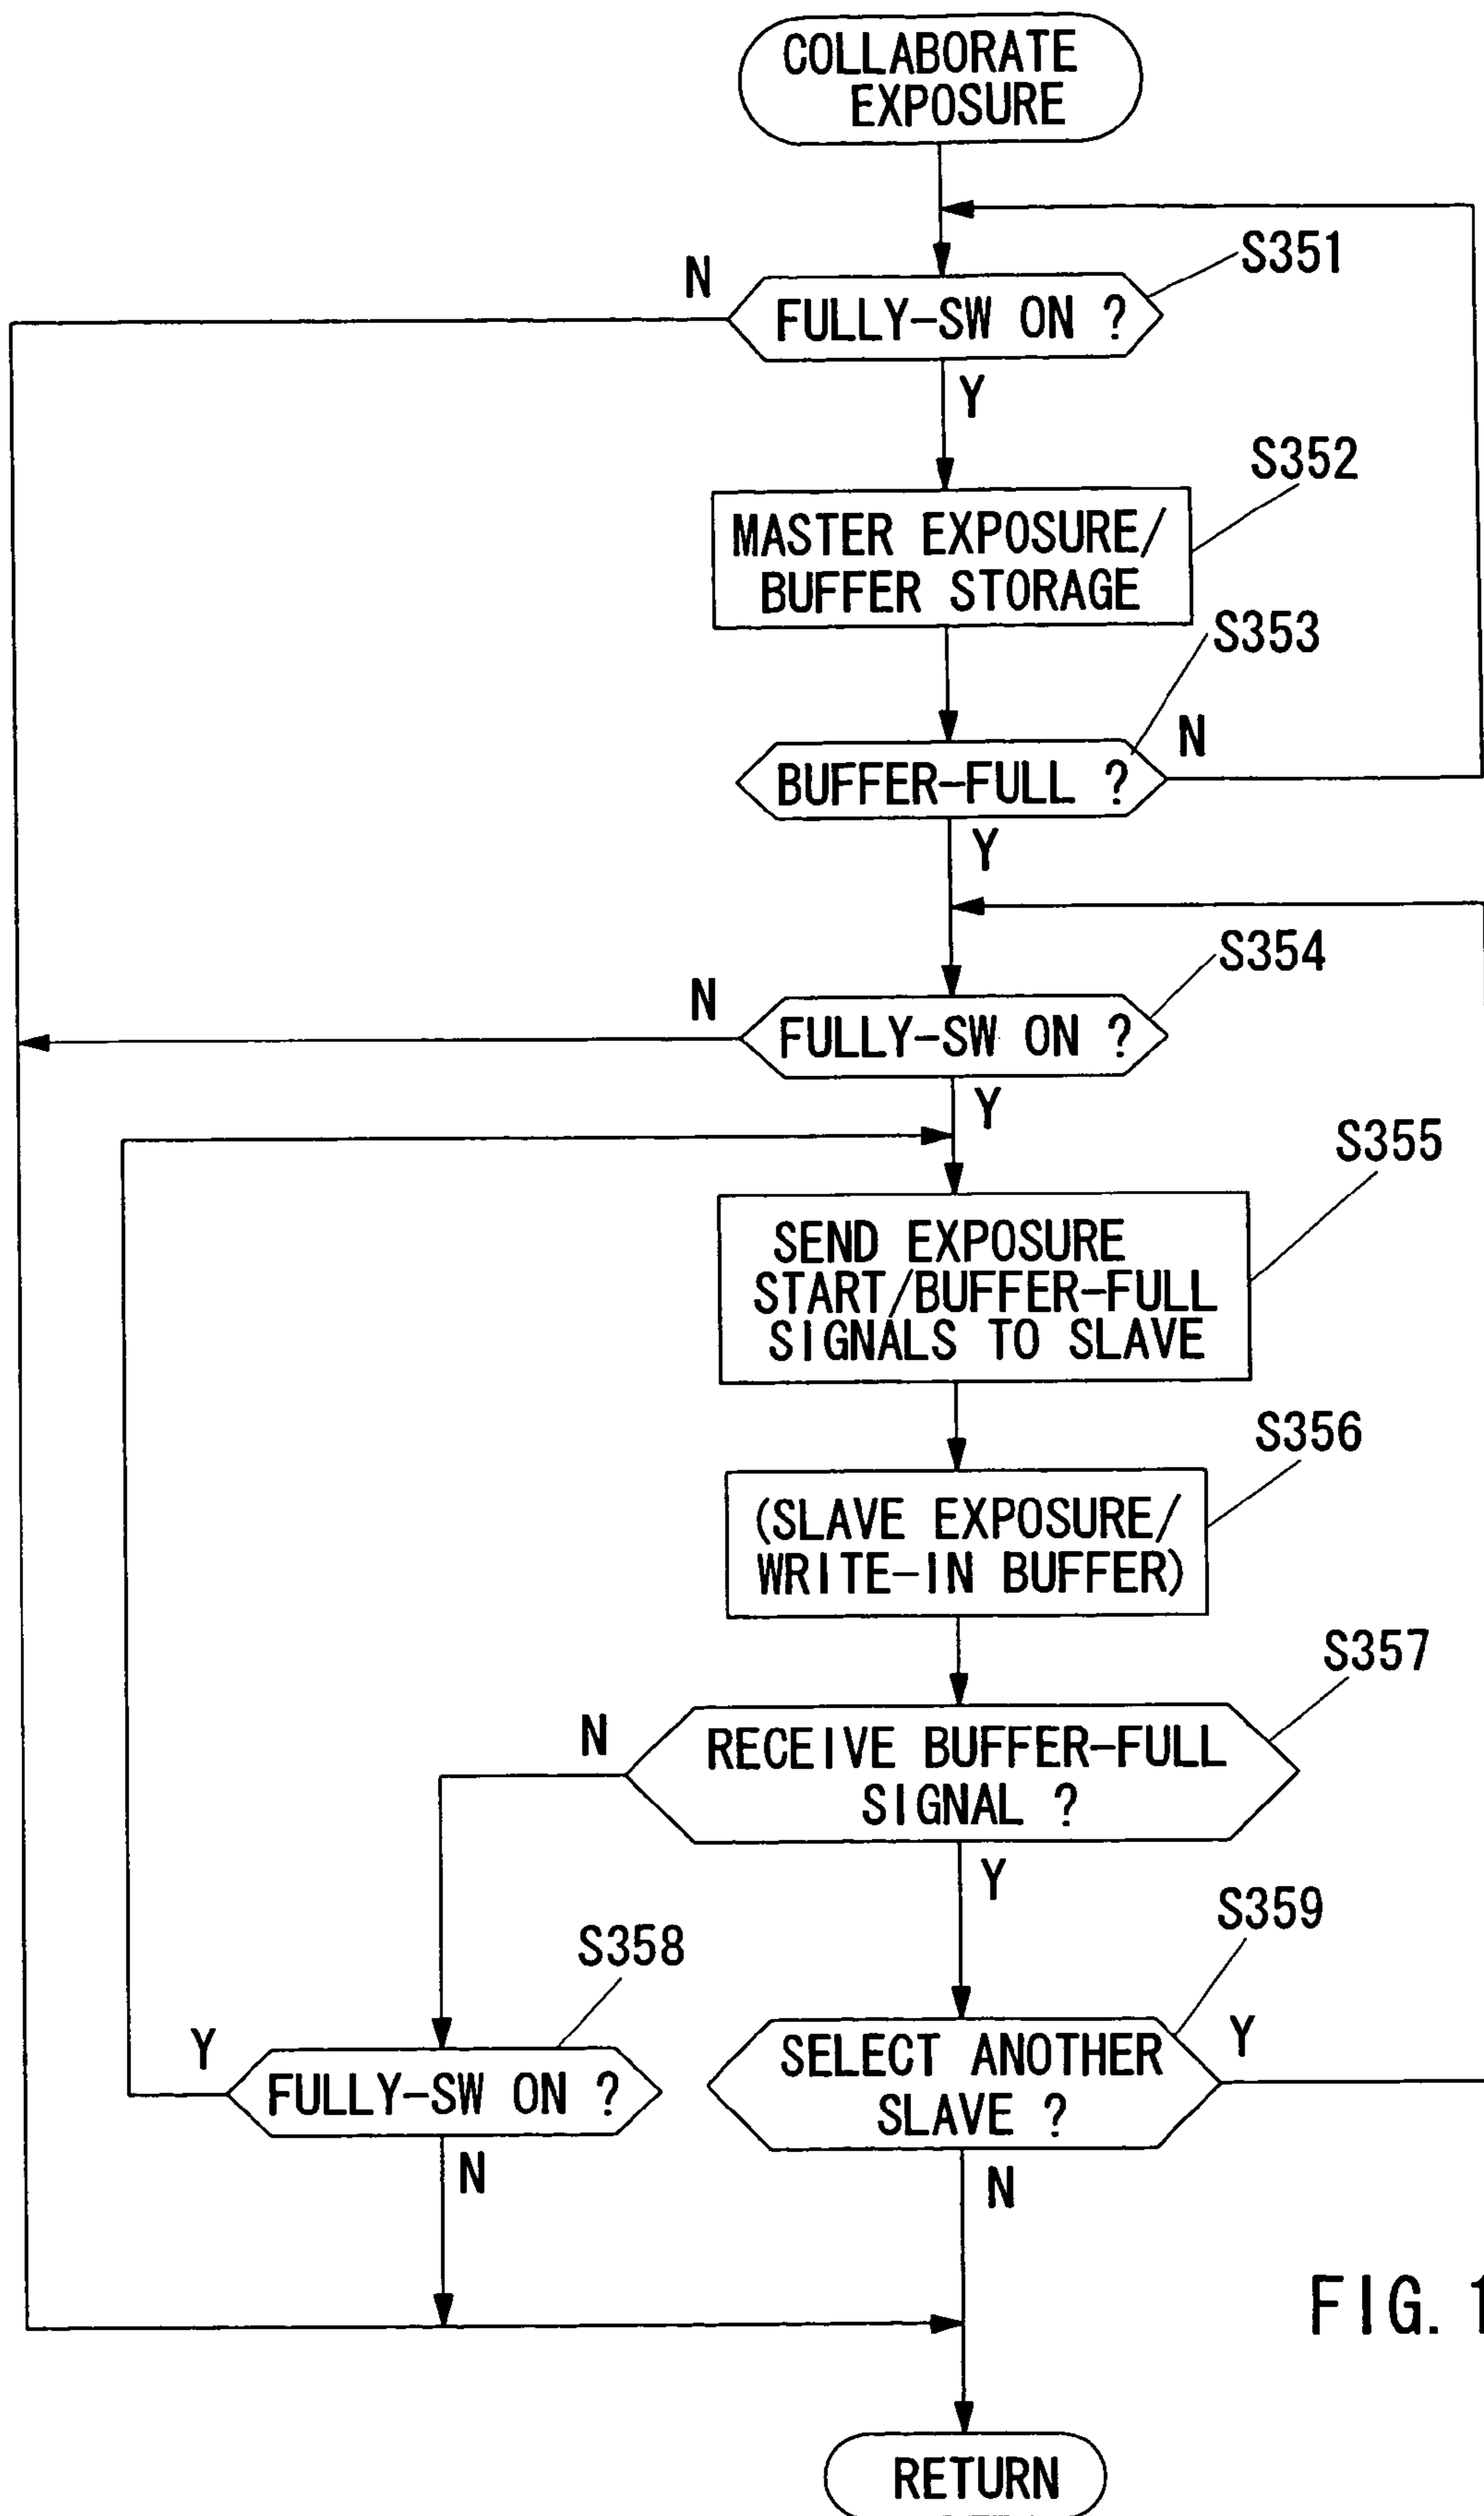 COLLABORATE
EXPOSURE
S351
N
FULLY-SW ON ?
Y
S352
MASTER EXPOSURE/
BUFFER STORAGE
S353
N
BUFFER-FULL ?
Y
S354
N
FULLY-SW ON ?
Y
S355
SEND EXPOSURE
START/BUFFER-FULL
SIGNALS TO SLAVE
S356
(SLAVE EXPOSURE/
WRITE-IN BUFFER)
S357
N
RECEIVE BUFFER-FULL
SIGNAL ?
Y
S359
S358
Y
FULLY-SW ON ?
N
SELECT ANOTHER
SLAVE ?
Y
N
FIG. 1
RETURN